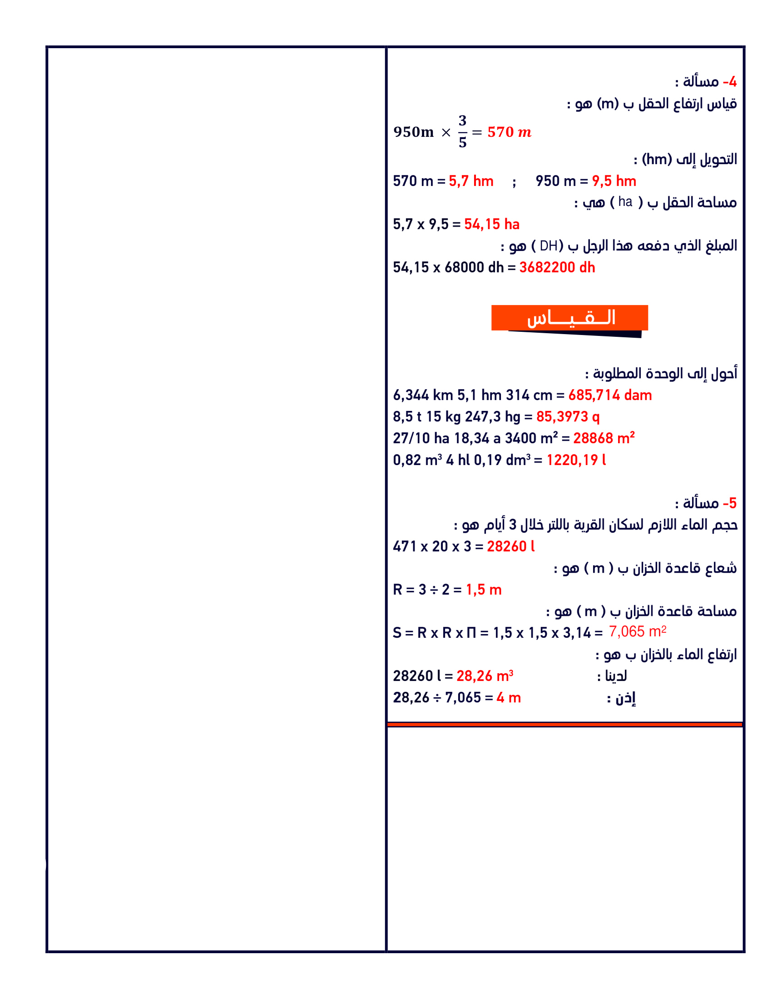 4- مسألة :
قياس ارتفاع الحقل ب (m) هو :
950m × 3/5 = 570 m
التحويل إلى (hm) :
570 m = 5,7 hm ; 950 m = 9,5 hm
مساحة الحقل ب ( ha ) هي :
5,7 x 9,5 = 54,15 ha
المبلغ الذي دفعه هذا الرجل ب (DH ) هو :
54,15 x 68000 dh = 3682200 dh
الـــقـــيـــاس
أحول إلى الوحدة المطلوبة :
6,344 km 5,1 hm 314 cm = 685,714 dam
8,5 t 15 kg 247,3 hg = 85,3973 q
27/10 ha 18,34 a 3400 m² = 28868 m²
0,82 m³ 4 hl 0,19 dm³ = 1220,19 l
5- مسألة :
حجم الماء اللازم لسكان القرية باللتر خلال 3 أيام هو :
471 x 20 x 3 = 28260 l
شعاع قاعدة الخزان ب ( m ) هو :
R = 3 ÷ 2 = 1,5 m
مساحة قاعدة الخزان ب ( m ) هو :
S = R x R x Π = 1,5 x 1,5 x 3,14 = 7,065 m²
ارتفاع الماء بالخزان ب هو :
لدينا : 28260 l = 28,26 m³
إذن : 28,26 ÷ 7,065 = 4 m